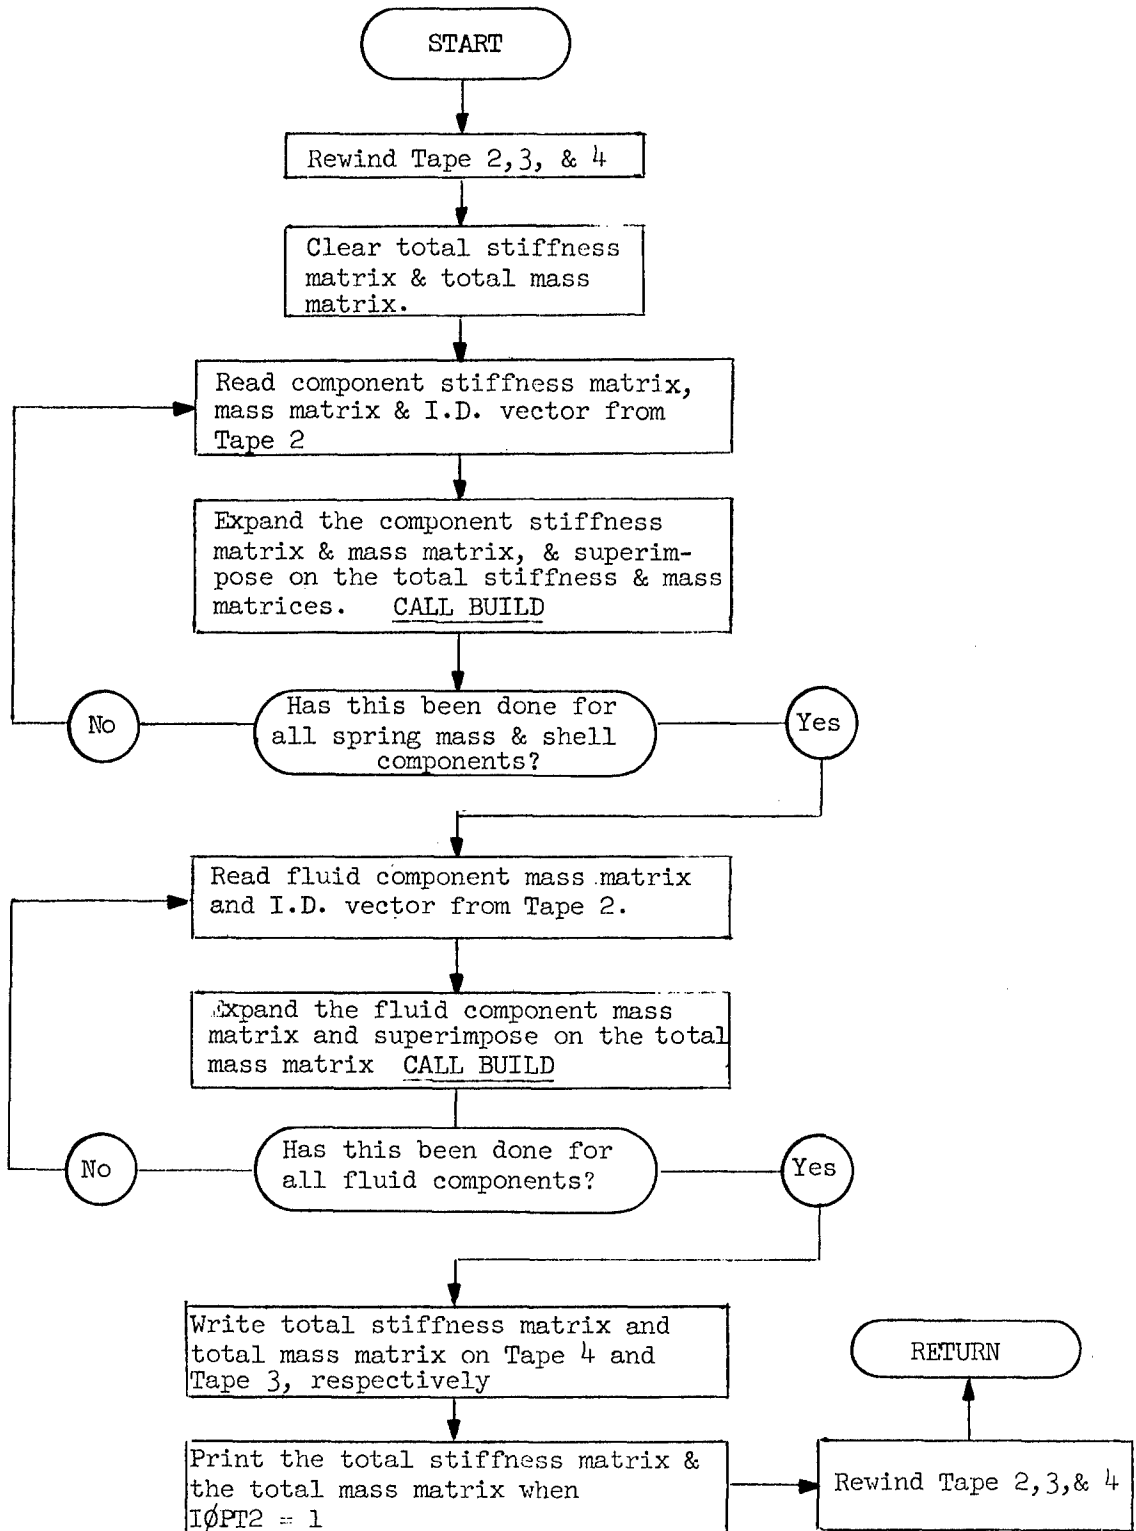 START
Rewind Tape 2,3, & 4
Clear total stiffness
matrix & total mass
matrix.
Read component stiffness matrix,
mass matrix & I.D. vector from
Tape 2
Expand the component stiffness
matrix & mass matrix, & superim-
pose on the total stiffness & mass
matrices. CALL BUILD
Has this been done for
all spring mass & shell
components?
No
Yes
Read fluid component mass matrix
and I.D. vector from Tape 2.
Expand the fluid component mass
matrix and superimpose on the total
mass matrix CALL BUILD
Has this been done for
all fluid components?
No
Yes
Write total stiffness matrix and
total mass matrix on Tape 4 and
Tape 3, respectively
Print the total stiffness matrix &
the total mass matrix when
IØPT2 = 1
Rewind Tape 2,3,& 4
RETURN